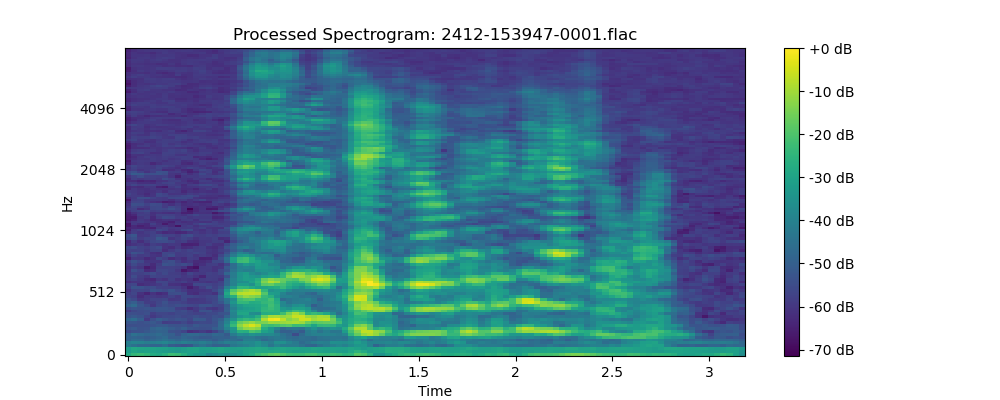 Processed Spectrogram: 2412-153947-0001.flac
Hz
4096
2048
1024
512
0
0 0.5 1 1.5 2 2.5 3
Time
+0 dB
-10 dB
-20 dB
-30 dB
-40 dB
-50 dB
-60 dB
-70 dB